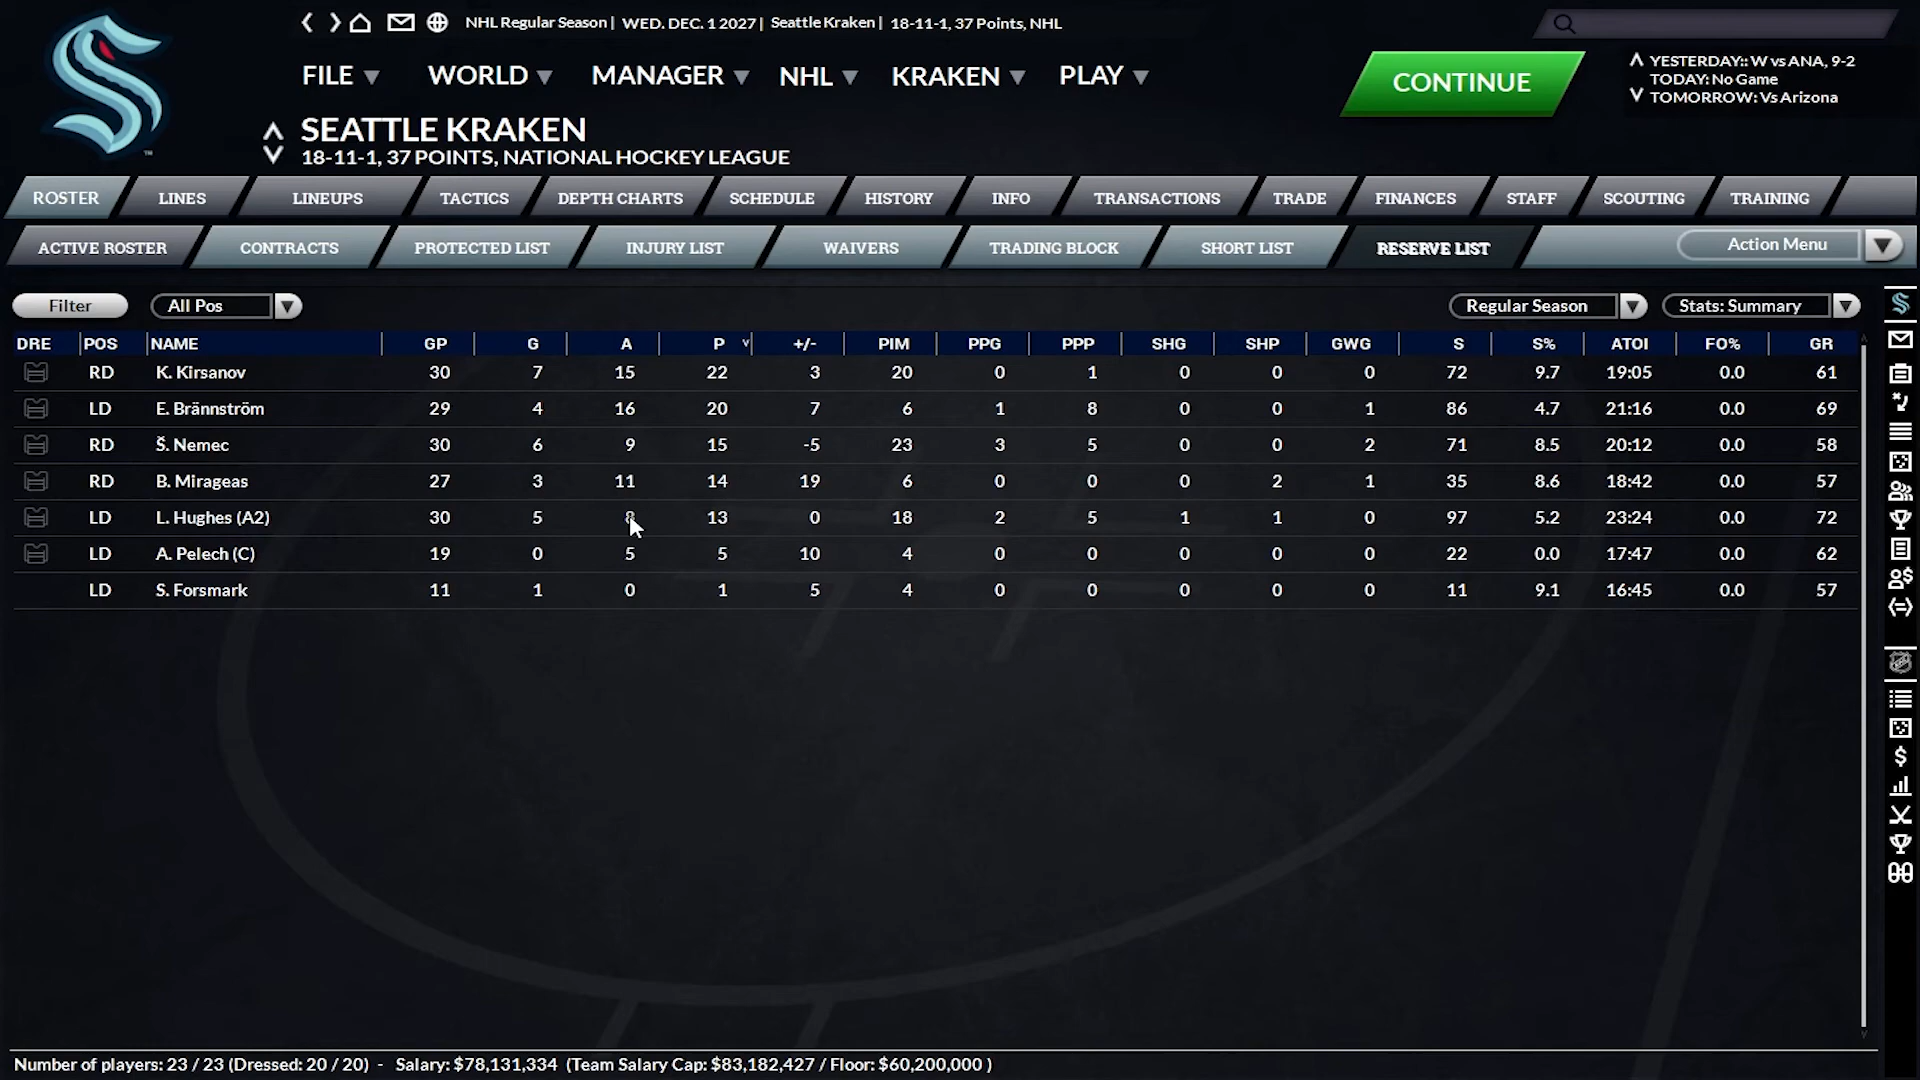 NHL Regular Season | WED. DEC. 1 2027 | Seattle Kraken | 18-11-1, 37 Points, NHL
FILE WORLD MANAGER NHL KRAKEN PLAY
CONTINUE
YESTERDAY:: W vs ANA, 9-2
TODAY: No Game
TOMORROW: Vs Arizona
SEATTLE KRAKEN
18-11-1, 37 POINTS, NATIONAL HOCKEY LEAGUE
™
ROSTER LINES LINEUPS TACTICS DEPTH CHARTS SCHEDULE HISTORY INFO TRANSACTIONS TRADE FINANCES STAFF SCOUTING TRAINING
ACTIVE ROSTER CONTRACTS PROTECTED LIST INJURY LIST WAIVERS TRADING BLOCK SHORT LIST RESERVE LIST Action Menu
Filter All Pos Regular Season Stats: Summary
DRE POS NAME GP G A P +/- PIM PPG PPP SHG SHP GWG S S% ATOI FO% GR
RD K. Kirsanov 30 7 15 22 3 20 0 1 0 0 0 72 9.7 19:05 0.0 61
LD E. Brännström 29 4 16 20 7 6 1 8 0 0 1 86 4.7 21:16 0.0 69
RD Š. Nemec 30 6 9 15 -5 23 3 5 0 0 2 71 8.5 20:12 0.0 58
RD B. Mirageas 27 3 11 14 19 6 0 0 0 2 1 35 8.6 18:42 0.0 57
LD L. Hughes (A2) 30 5 8 13 0 18 2 5 1 1 0 97 5.2 23:24 0.0 72
LD A. Pelech (C) 19 0 5 5 10 4 0 0 0 0 0 22 0.0 17:47 0.0 62
LD S. Forsmark 11 1 0 1 5 4 0 0 0 0 0 11 9.1 16:45 0.0 57
Number of players: 23 / 23 (Dressed: 20 / 20) - Salary: $78,131,334 (Team Salary Cap: $83,182,427 / Floor: $60,200,000 )